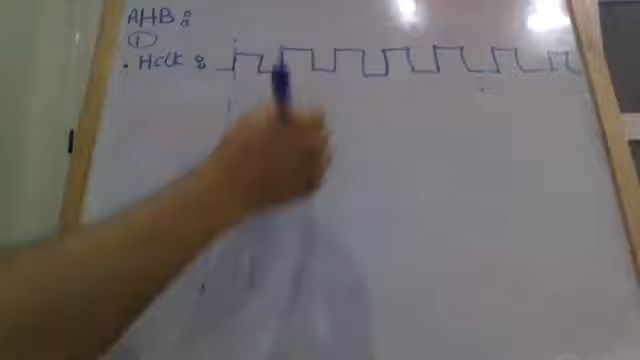 AHB :
①
. Hclk :